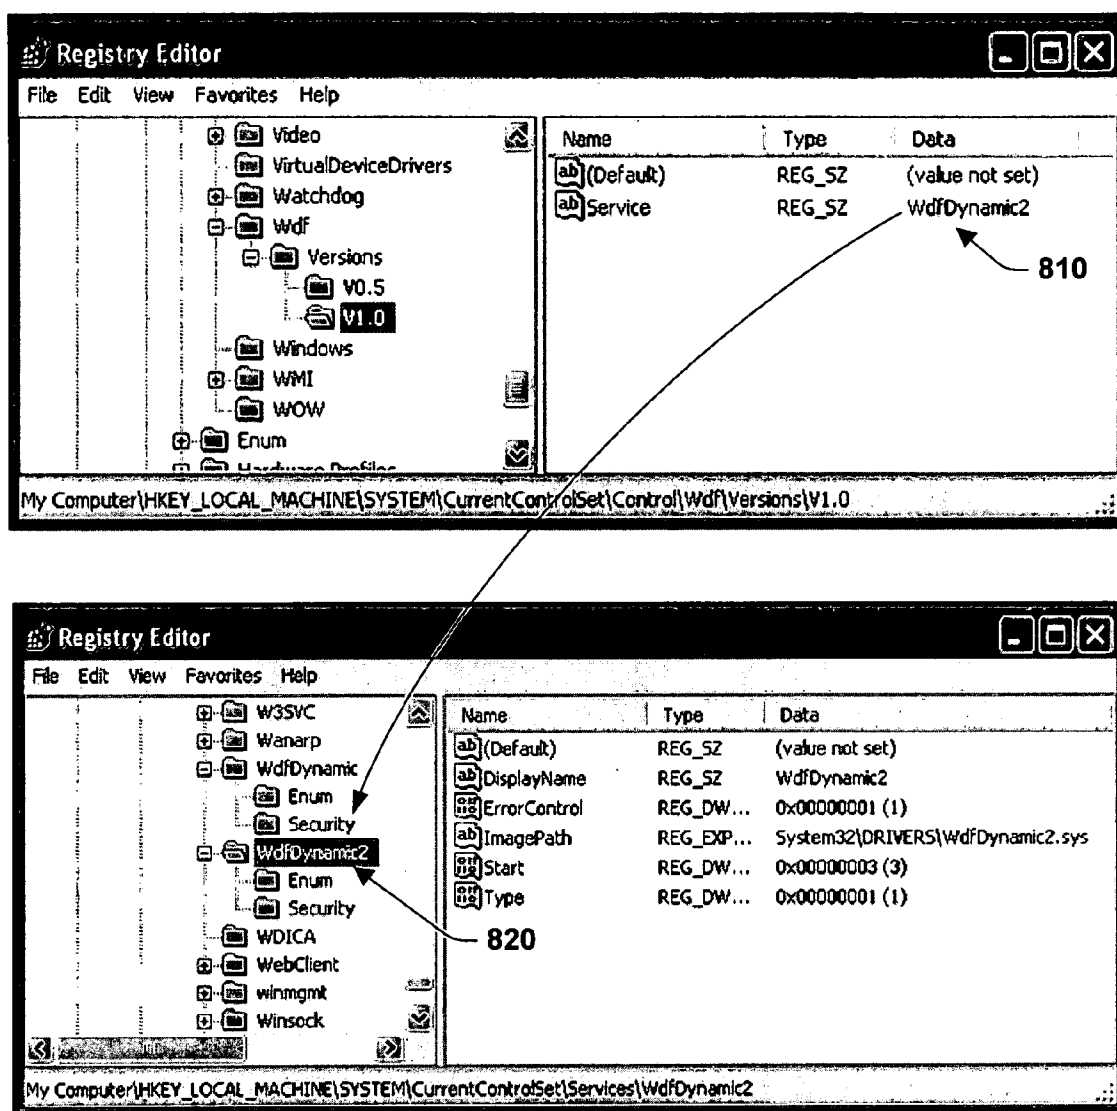 Registry Editor
File Edit View Favorites Help
Video
VirtualDeviceDrivers
Watchdog
Wdf
Versions
V0.5
V1.0
Windows
WMI
WOW
Enum
Hardware Profiles
Name Type Data
(Default) REG_SZ (value not set)
Service REG_SZ WdfDynamic2
810
My Computer\HKEY_LOCAL_MACHINE\SYSTEM\CurrentControlSet\Control\Wdf\Versions\V1.0
Registry Editor
File Edit View Favorites Help
W3SVC
Wanarp
WdfDynamic
Enum
Security
WdfDynamic2
Enum
Security
WDICA
WebClient
winmgmt
Winsock
820
Name Type Data
(Default) REG_SZ (value not set)
DisplayName REG_SZ WdfDynamic2
ErrorControl REG_DW... 0x00000001 (1)
ImagePath REG_EXP... System32\DRIVERS\WdfDynamic2.sys
Start REG_DW... 0x00000003 (3)
Type REG_DW... 0x00000001 (1)
My Computer\HKEY_LOCAL_MACHINE\SYSTEM\CurrentControlSet\Services\WdfDynamic2